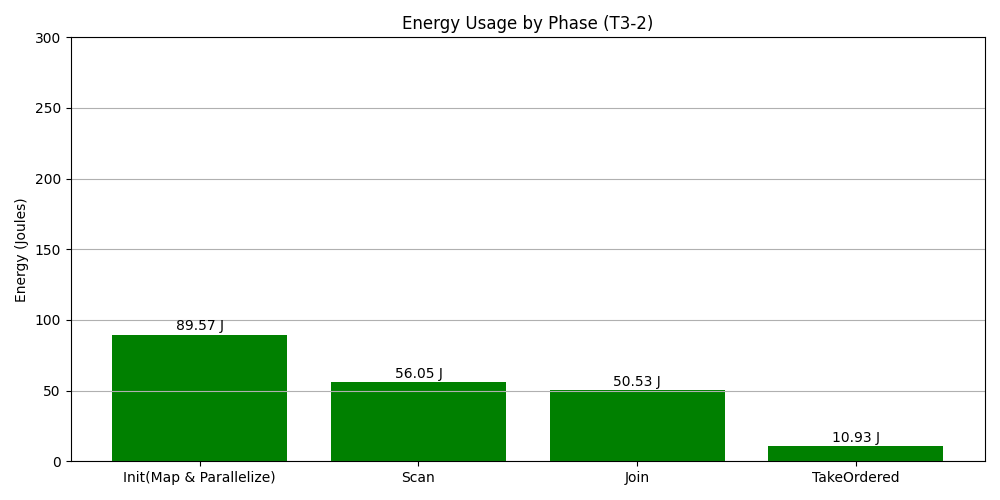 Energy Usage by Phase (T3-2)
Energy (Joules)
300
250
200
150
100
50
0
89.57 J
56.05 J
50.53 J
10.93 J
Init(Map & Parallelize)
Scan
Join
TakeOrdered